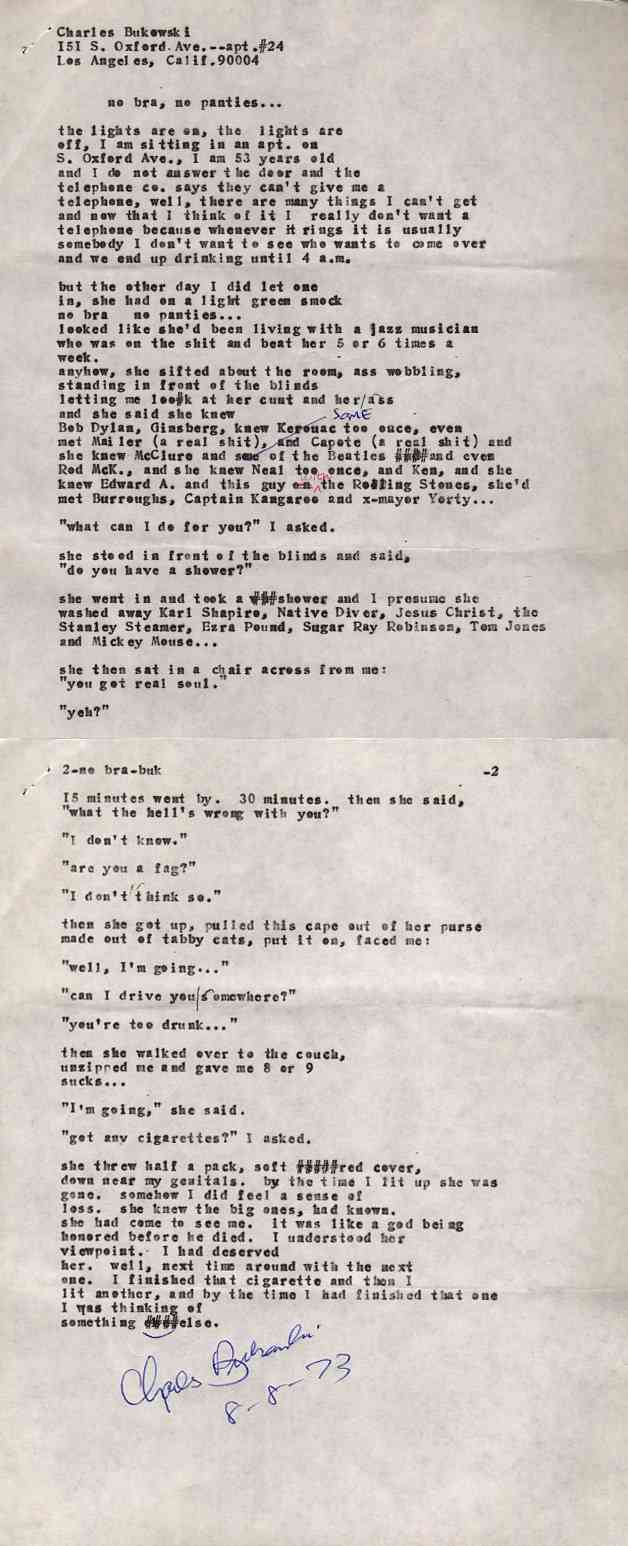 Charles Bukowski
151 S. Oxford Ave.--apt.#24
Los Angeles, Calif.90004
no bra, no panties...
the lights are on, the lights are
off, I am sitting in an apt. on
S. Oxford Ave., I am 53 years old
and I do not answer the door and the
telephone co. says they can't give me a
telephone, well, there are many things I can't get
and now that I think of it I really don't want a
telephone because whenever it rings it is usually
somebody I don't want to see who wants to come over
and we end up drinking until 4 a.m.
but the other day I did let one
in, she had on a light green smock
no bra no panties...
looked like she'd been living with a jazz musician
who was on the shit and beat her 5 or 6 times a
week.
anyhow, she sifted about the room, ass wobbling,
standing in front of the blinds
letting me look at her cunt and her/ass
and she said she knew
Bob Dylan, Ginsberg, knew Kerouac too once, even
SOME
met Mailer (a real shit), and Capote (a real shit) and
she knew McClure and some of the Beatles ####and even
Rod McK., and she knew Neal too once, and Ken, and she
with
knew Edward A. and this guy on the Rolling Stones, she'd
met Burroughs, Captain Kangaroo and x-mayor Yorty...
"what can I do for you?" I asked.
she stood in front of the blinds and said,
"do you have a shower?"
she went in and took a ###shower and I presume she
washed away Karl Shapiro, Native Diver, Jesus Christ, the
Stanley Steamer, Ezra Pound, Sugar Ray Robinson, Tom Jones
and Mickey Mouse...
she then sat in a chair across from me:
"you got real soul."
"yeh?"
2-no bra-buk -2
15 minutes went by. 30 minutes. then she said,
"what the hell's wrong with you?"
"I don't know."
"are you a fag?"
"I don't think so."
then she got up, pulled this cape out of her purse
made out of tabby cats, put it on, faced me:
"well, I'm going..."
"can I drive you/somewhere?"
"you're too drunk..."
then she walked over to the couch,
unzipped me and gave me 8 or 9
sucks...
"I'm going," she said.
"got any cigarettes?" I asked.
she threw half a pack, soft #####red cover,
down near my genitals. by the time I lit up she was
gone. somehow I did feel a sense of
loss. she knew the big ones, had known.
she had come to see me. it was like a god being
honored before he died. I understood her
viewpoint. I had deserved
her. well, next time around with the next
one. I finished that cigarette and then I
lit another, and by the time I had finished that one
I was thinking of
something ####else.
Charles Bukowski
8-8-73